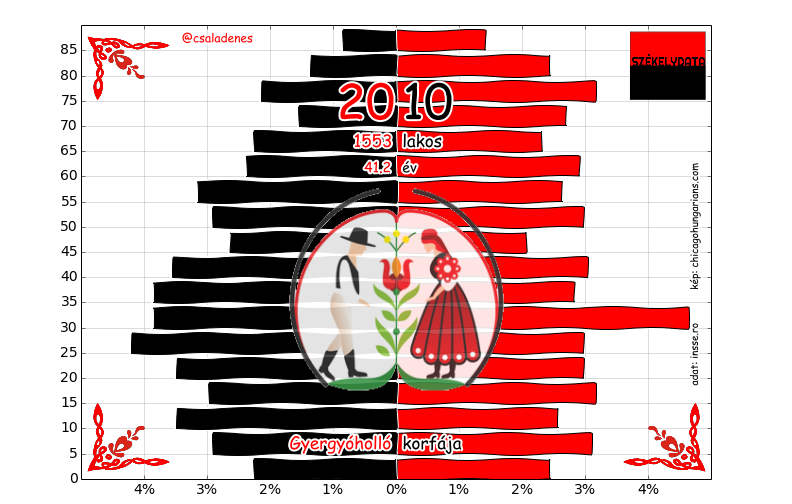 @csaladenes
SZÉKELYDATA
2010
1553 lakos
41,2 év
kép: chicagohungarians.com
adat: insse.ro
Gyergyóholló korfája
85
80
75
70
65
60
55
50
45
40
35
30
25
20
15
10
5
0
4% 3% 2% 1% 0% 1% 2% 3% 4%